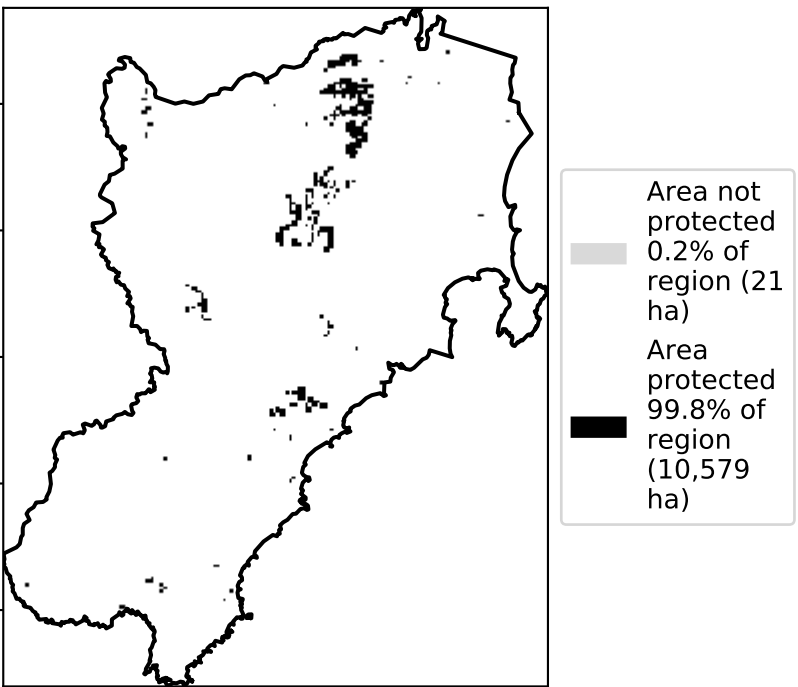 Area not
protected
0.2% of
region (21
ha)
Area
protected
99.8% of
region
(10,579
ha)